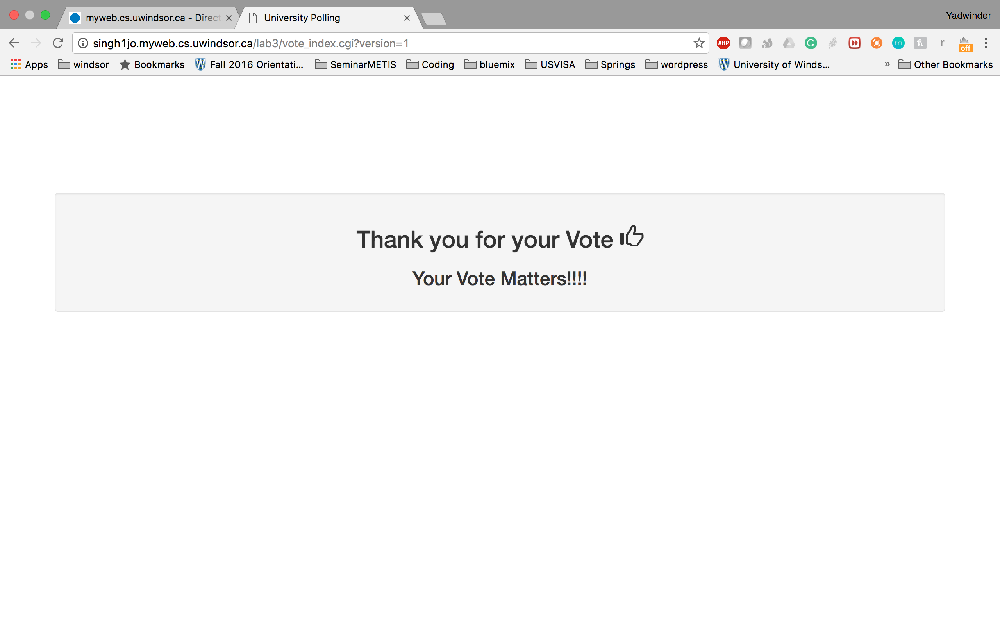 myweb.cs.uwindsor.ca - Direct
University Polling
Yadwinder
singh1jo.myweb.cs.uwindsor.ca/lab3/vote_index.cgi?version=1
ABP
G
m
h
r
off
Apps
windsor
Bookmarks
Fall 2016 Orientati...
SeminarMETIS
Coding
bluemix
USVISA
Springs
wordpress
University of Winds...
»
Other Bookmarks
Thank you for your Vote
Your Vote Matters!!!!